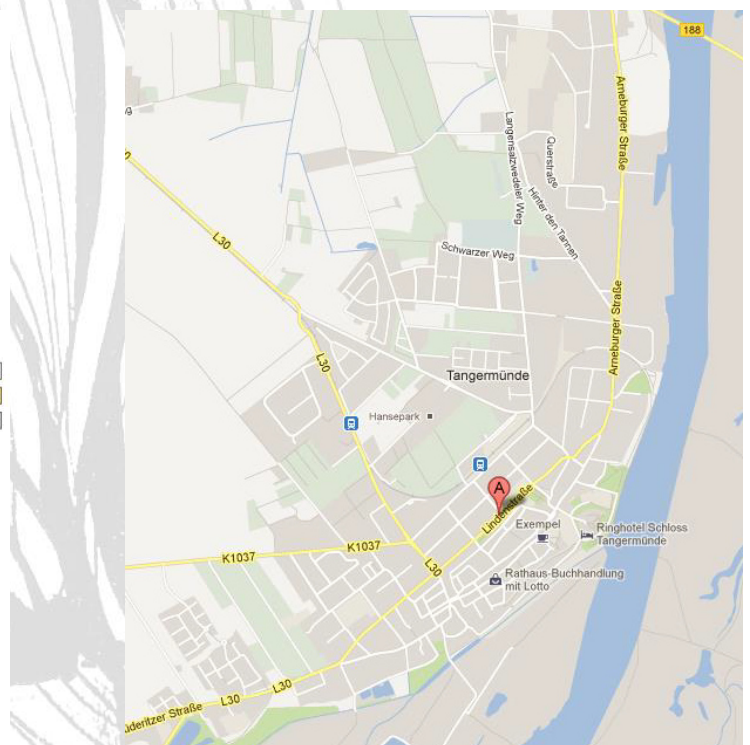 188
Arneburger Straße
Langensalzwedeler Weg
Querstraße
Hinter den Tannen
L30
Schwarzer Weg
Arneburger Straße
L30
Tangermünde
Hansepark
A
Lindenstraße
Exempel
Ringhotel Schloss
Tangermünde
K1037
K1037
L30
Rathaus-Buchhandlung
mit Lotto
L30
L30
üderitzer Straße